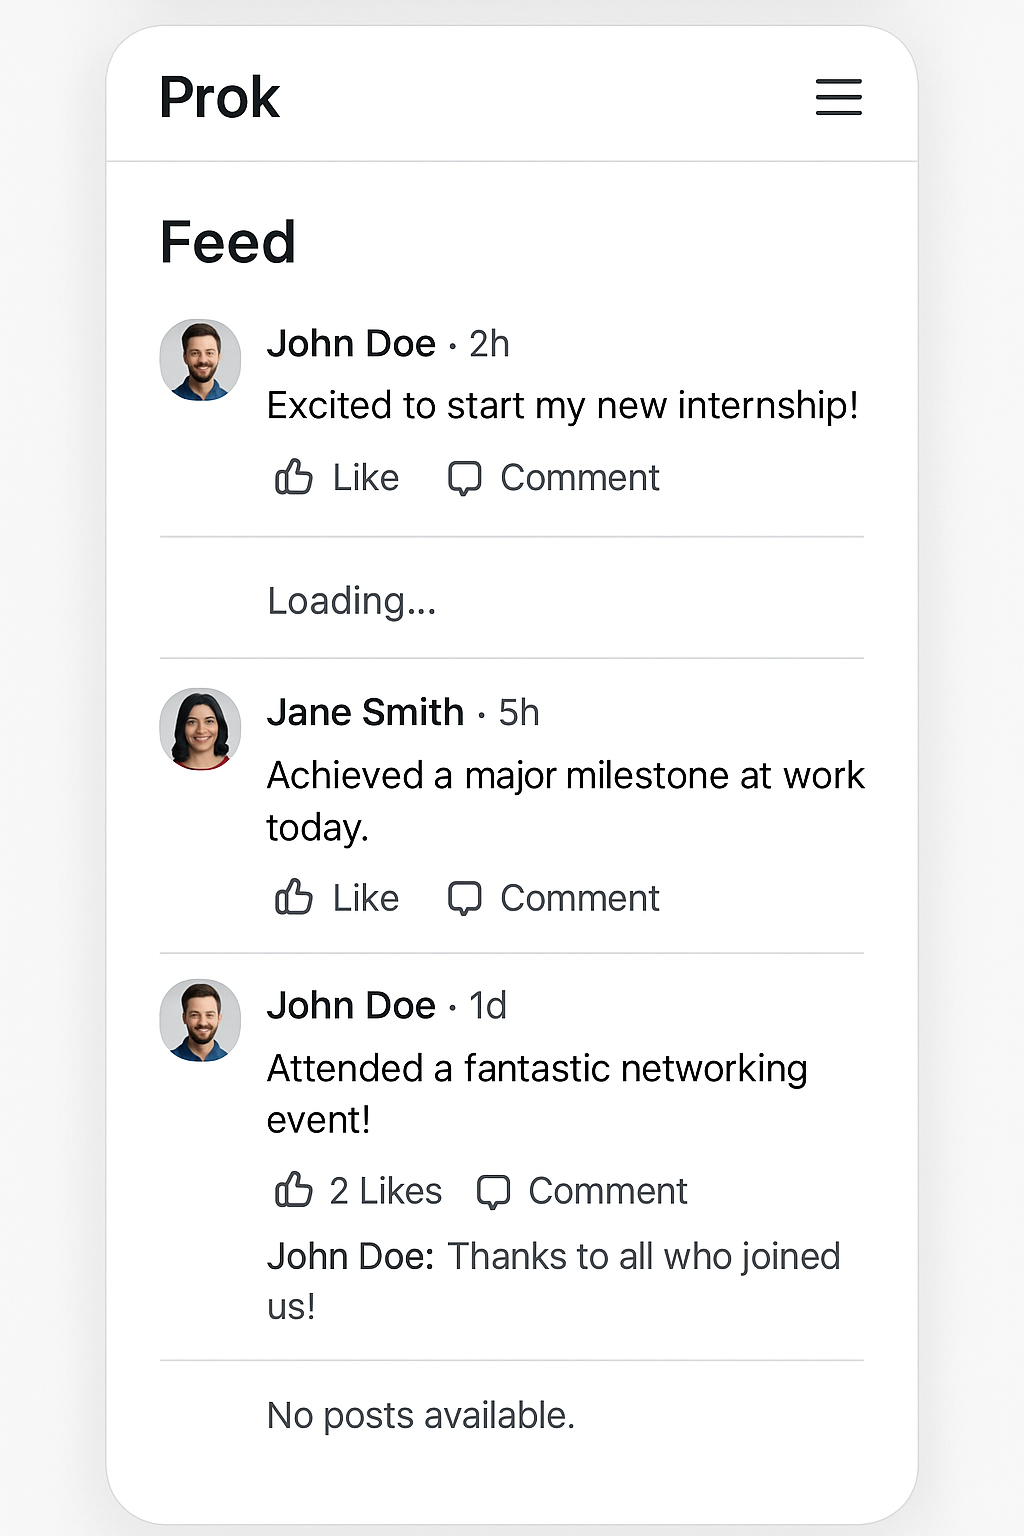 Prok
Feed
John Doe · 2h
Excited to start my new internship!
Like Comment
Loading...
Jane Smith · 5h
Achieved a major milestone at work
today.
Like Comment
John Doe · 1d
Attended a fantastic networking
event!
2 Likes Comment
John Doe: Thanks to all who joined
us!
No posts available.